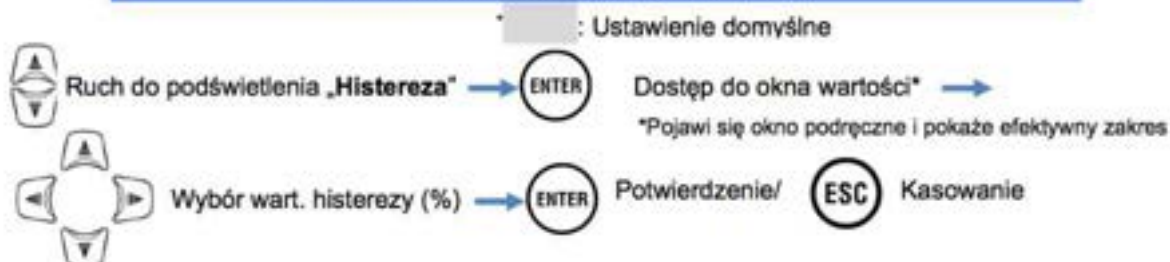 * : Ustawienie domyślne
Ruch do podświetlenia „Histereza" ENTER Dostęp do okna wartości*
*Pojawi się okno podręczne i pokaże efektywny zakres
Wybór wart. histerezy (%) ENTER Potwierdzenie/ ESC Kasowanie